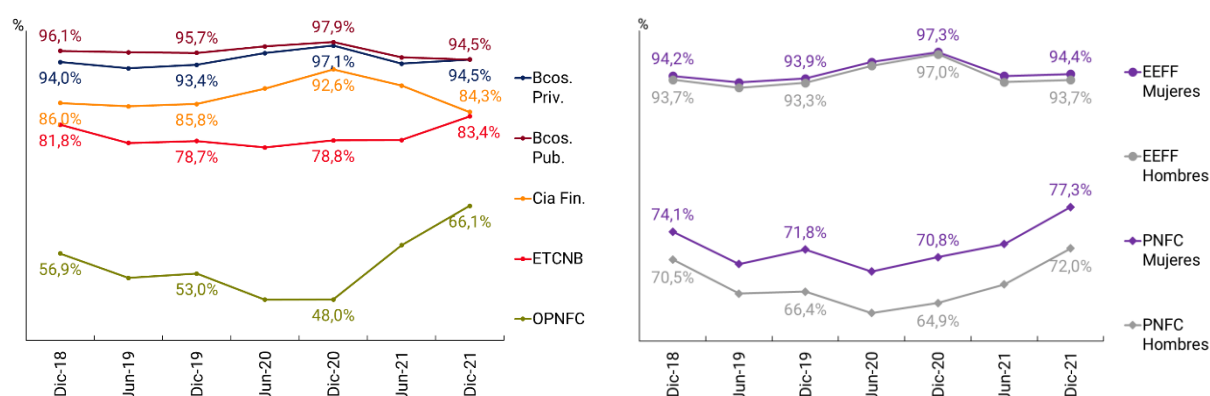 %
96,1%
95,7%
97,9%
94,5%
94,0%
93,4%
97,1%
94,5%
92,6%
84,3%
86,0%
85,8%
81,8%
78,7%
78,8%
83,4%
56,9%
53,0%
48,0%
66,1%
Bcos.
Priv.
Bcos.
Pub.
Cia Fin.
ETCNB
OPNFC
Dic-18
Jun-19
Dic-19
Jun-20
Dic-20
Jun-21
Dic-21
%
94,2%
93,9%
97,3%
94,4%
93,7%
93,3%
97,0%
93,7%
74,1%
71,8%
70,8%
77,3%
70,5%
66,4%
64,9%
72,0%
EEFF
Mujeres
EEFF
Hombres
PNFC
Mujeres
PNFC
Hombres
Dic-18
Jun-19
Dic-19
Jun-20
Dic-20
Jun-21
Dic-21